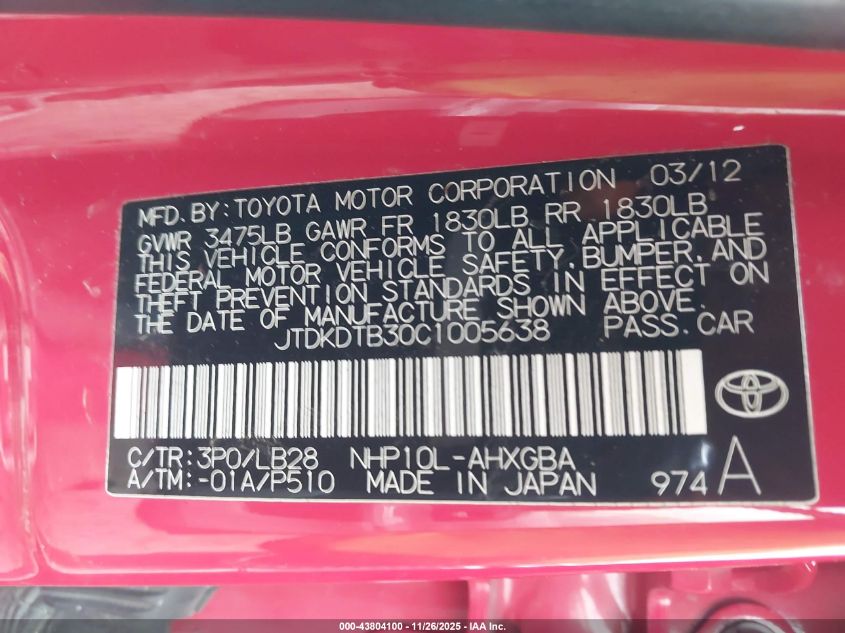 MFD. BY: TOYOTA MOTOR CORPORATION 03/12
GVWR 3475LB GAWR FR 1830LB RR 1830LB
THIS VEHICLE CONFORMS TO ALL APPLICABLE
FEDERAL MOTOR VEHICLE SAFETY, BUMPER, AND
THEFT PREVENTION STANDARDS IN EFFECT ON
THE DATE OF MANUFACTURE SHOWN ABOVE.
JTDKDTB30C1005638 PASS. CAR
C/TR: 3P0/LB28 NHP10L-AHXGBA
A/TM: -01A/P510 MADE IN JAPAN 974 A
000-43804100 - 11/26/2025 - IAA Inc.